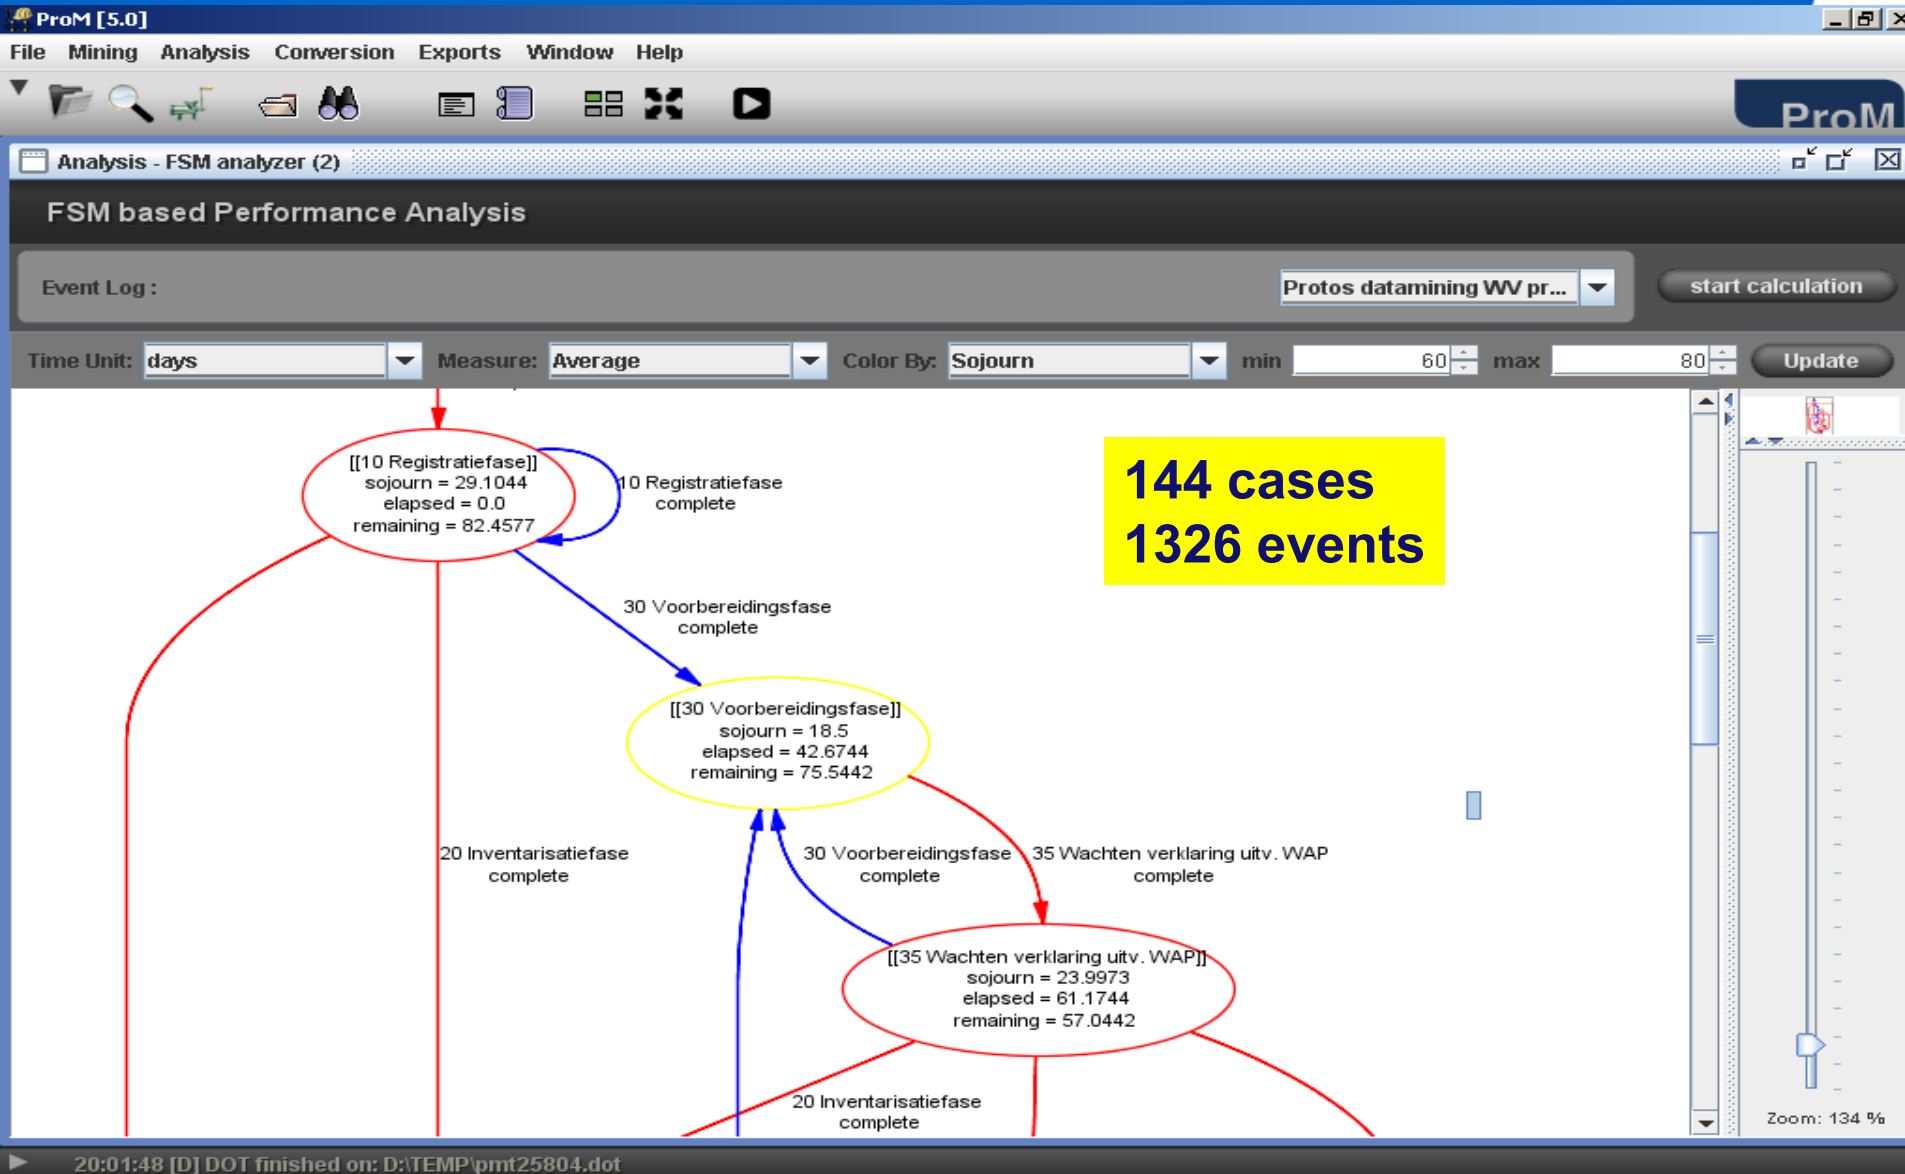 ProM [5.0]
File Mining Analysis Conversion Exports Window Help
ProM
Analysis - FSM analyzer (2)
FSM based Performance Analysis
Event Log :
Protos datamining WV pr...
start calculation
Time Unit: days
Measure: Average
Color By: Sojourn
min 60
max 80
Update
[[10 Registratiefase]]
sojourn = 29.1044
elapsed = 0.0
remaining = 82.4577
10 Registratiefase
complete
144 cases
1326 events
30 Voorbereidingsfase
complete
[[30 Voorbereidingsfase]]
sojourn = 18.5
elapsed = 42.6744
remaining = 75.5442
20 Inventarisatiefase
complete
30 Voorbereidingsfase
complete
35 Wachten verklaring uitv. WAP
complete
[[35 Wachten verklaring uitv. WAP]]
sojourn = 23.9973
elapsed = 61.1744
remaining = 57.0442
20 Inventarisatiefase
complete
Zoom: 134 %
20:01:48 [D] DOT finished on: D:\TEMP\pmt25804.dot